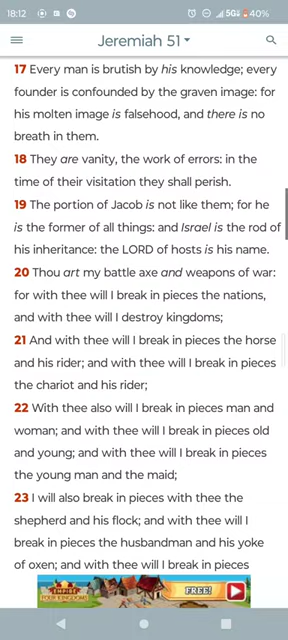 18:12
5G
40%
Jeremiah 51
17 Every man is brutish by his knowledge; every
founder is confounded by the graven image: for
his molten image is falsehood, and there is no
breath in them.
18 They are vanity, the work of errors: in the
time of their visitation they shall perish.
19 The portion of Jacob is not like them; for he
is the former of all things: and Israel is the rod of
his inheritance: the LORD of hosts is his name.
20 Thou art my battle axe and weapons of war:
for with thee will I break in pieces the nations,
and with thee will I destroy kingdoms;
21 And with thee will I break in pieces the horse
and his rider; and with thee will I break in pieces
the chariot and his rider;
22 With thee also will I break in pieces man and
woman; and with thee will I break in pieces old
and young; and with thee will I break in pieces
the young man and the maid;
23 I will also break in pieces with thee the
shepherd and his flock; and with thee will I
break in pieces the husbandman and his yoke
of oxen; and with thee will I break in pieces
EMPIRE
FOUR KINGDOMS
FREE!